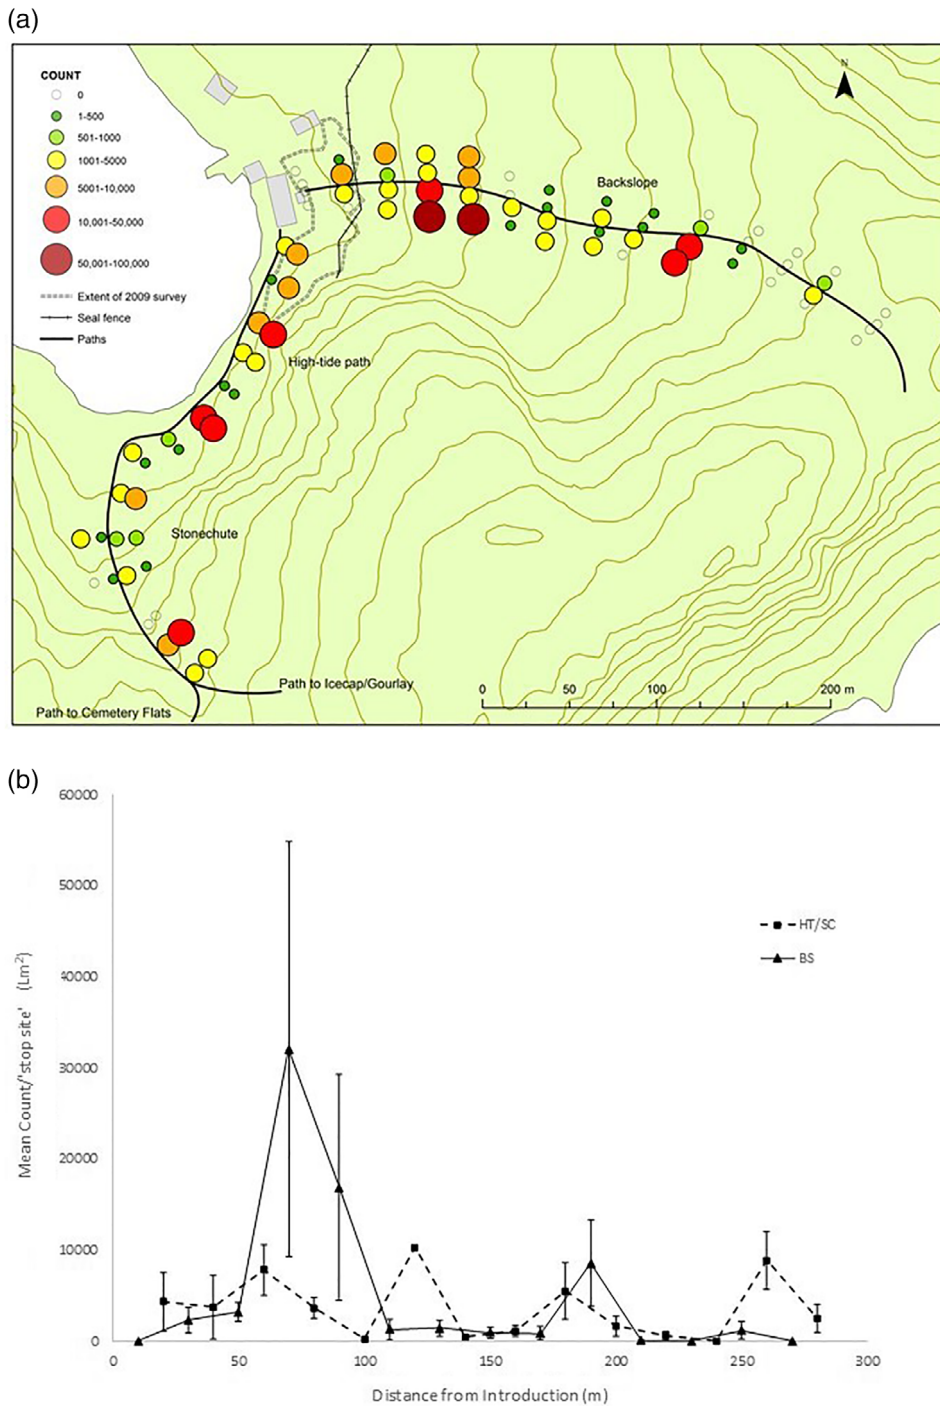 (a)
COUNT
0
1-500
501-1000
1001-5000
5001-10,000
10,001-50,000
50,001-100,000
Extent of 2009 survey
Seal fence
Paths
N
Backslope
High-tide path
Stonechute
Path to Icecap/Gourlay
Path to Cemetery Flats
0 50 100 200 m
(b)
60000
50000
40000
30000
20000
10000
0
Mean Count/'stop site' (Lm²)
HT/SC
BS
0 50 100 150 200 250 300
Distance from Introduction (m)